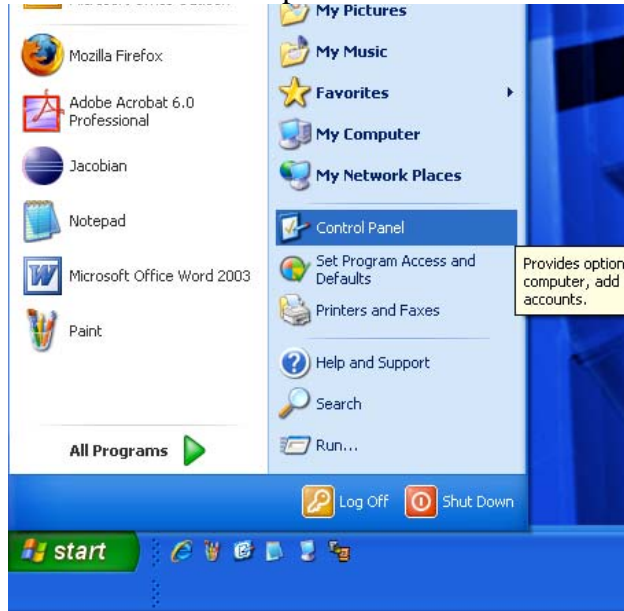 My Pictures
Mozilla Firefox
My Music
Adobe Acrobat 6.0
Professional
Favorites
My Computer
Jacobian
My Network Places
Notepad
Control Panel
Microsoft Office Word 2003
Set Program Access and
Defaults
Provides option
computer, add
accounts.
Paint
Printers and Faxes
Help and Support
Search
All Programs
Run...
Log Off
Shut Down
start